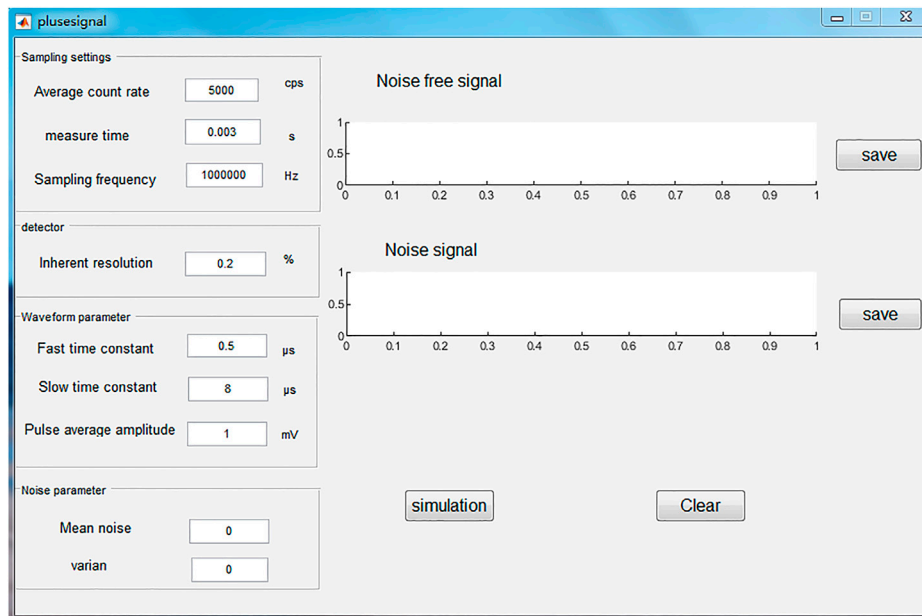 plusesignal
Sampling settings
Average count rate 5000 cps
measure time 0.003 s
Sampling frequency 1000000 Hz
detector
Inherent resolution 0.2 %
Waveform parameter
Fast time constant 0.5 μs
Slow time constant 8 μs
Pulse average amplitude 1 mV
Noise parameter
Mean noise 0
varian 0
Noise free signal
1
0.5
0
0 0.1 0.2 0.3 0.4 0.5 0.6 0.7 0.8 0.9 1
save
Noise signal
1
0.5
0
0 0.1 0.2 0.3 0.4 0.5 0.6 0.7 0.8 0.9 1
save
simulation Clear